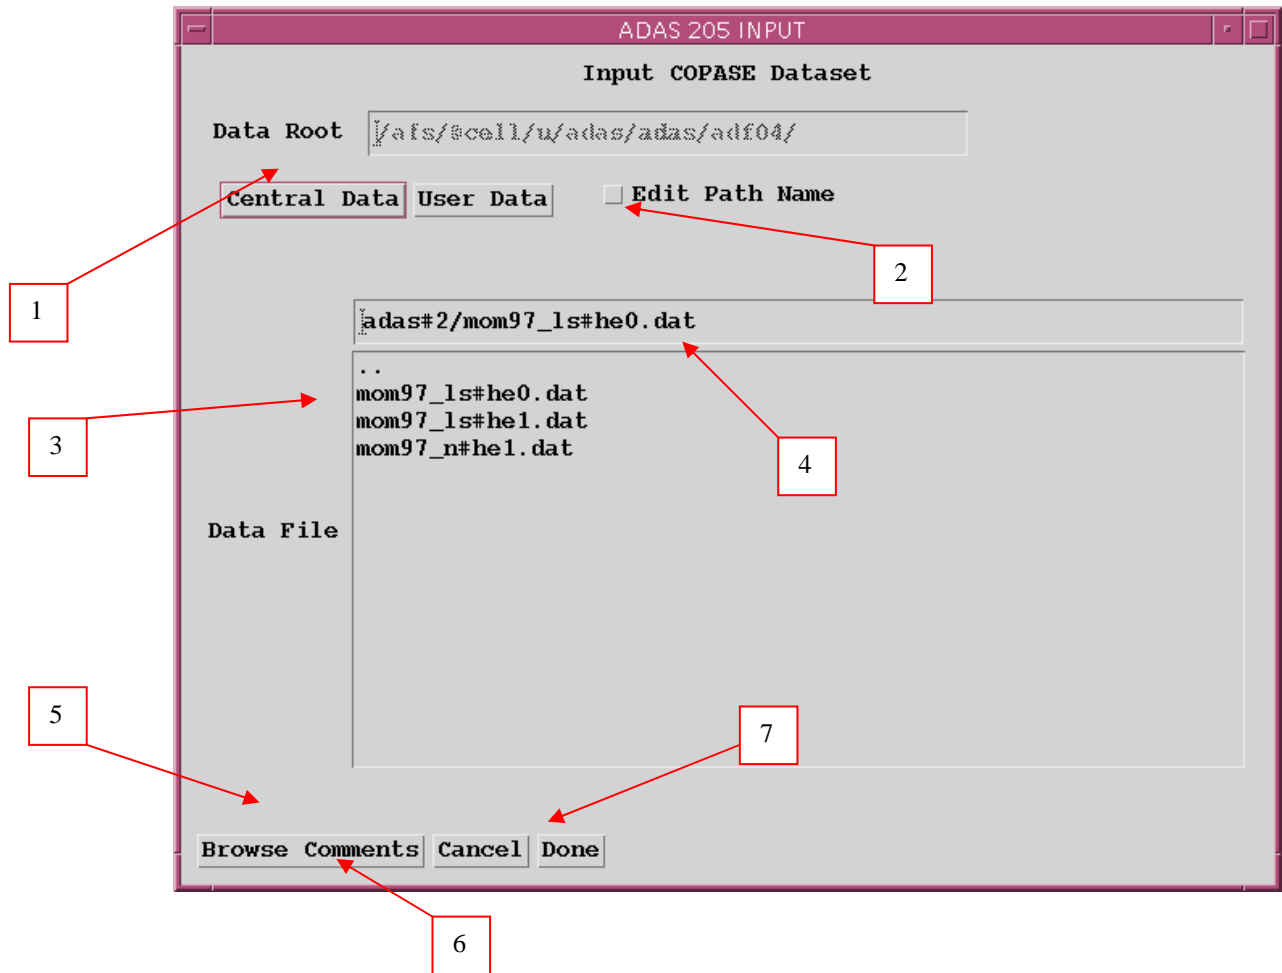 ADAS 205 INPUT
Input COPASE Dataset
Data Root /afs/@cell/u/adas/adas/adf04/
Central Data User Data Edit Path Name
2
1
adas#2/mom97_ls#he0.dat
..
mom97_ls#he0.dat
mom97_ls#he1.dat
3
mom97_n#he1.dat
4
Data File
5
7
Browse Comments Cancel Done
6